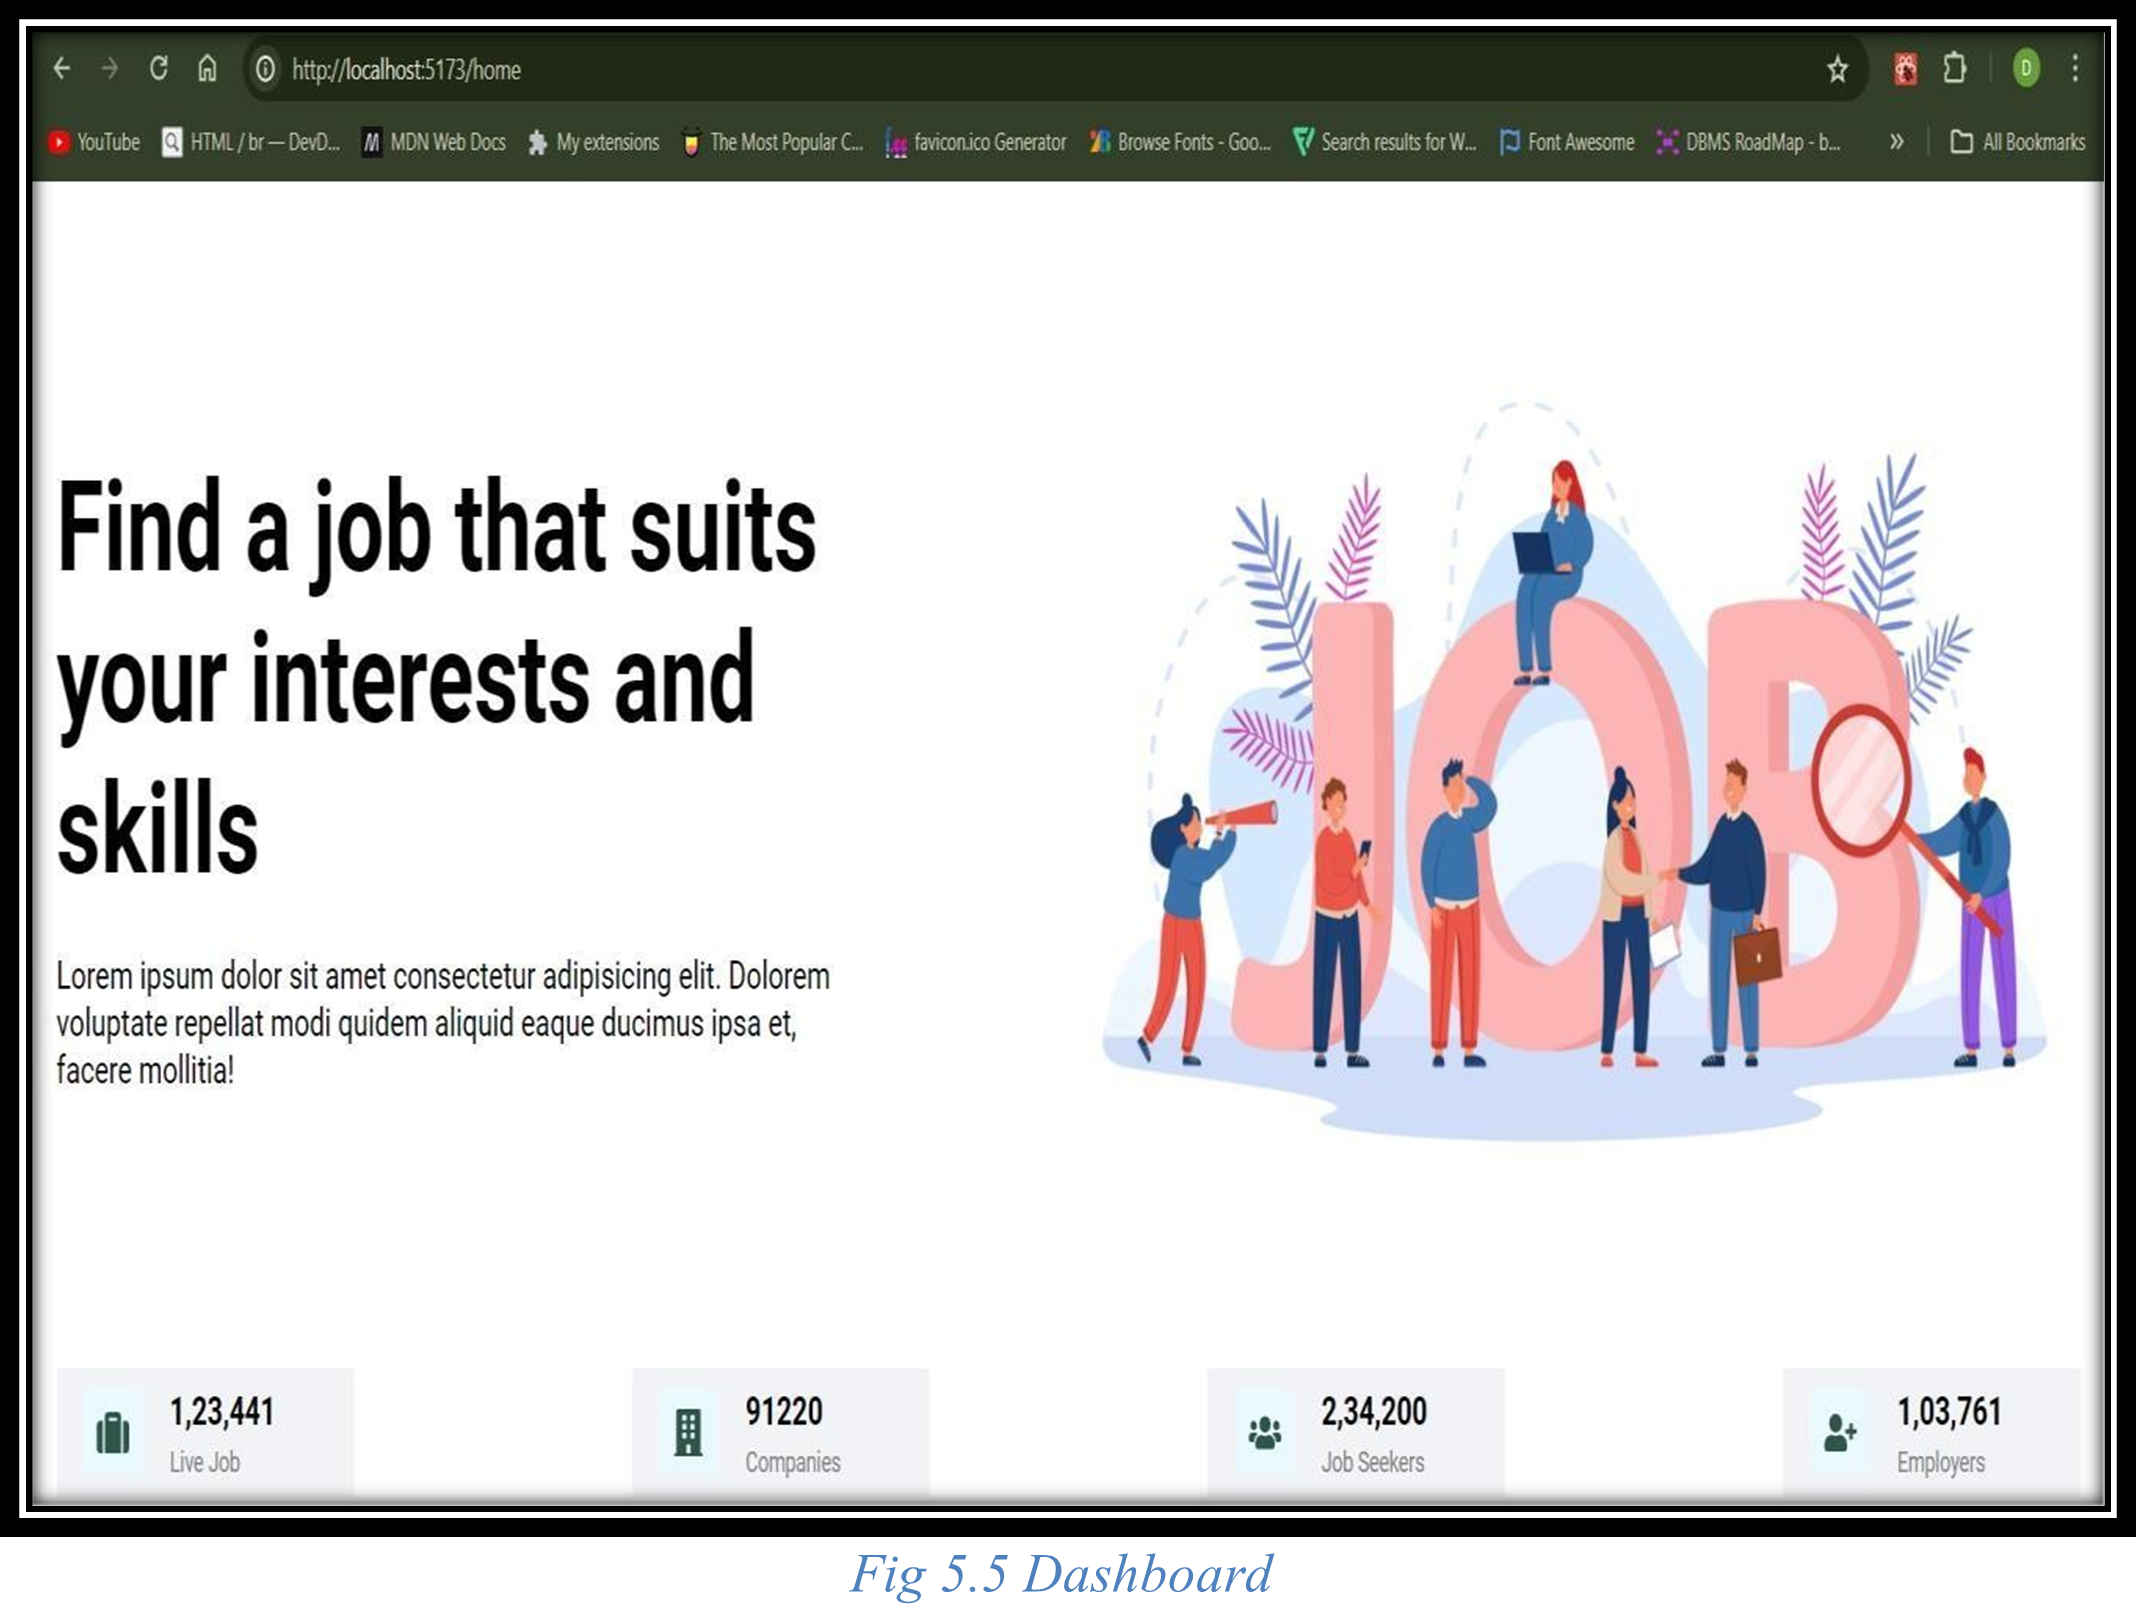 http://localhost:5173/home
D
YouTube HTML / br — DevD... MDN Web Docs My extensions The Most Popular C... favicon.ico Generator Browse Fonts - Goo... Search results for W... Font Awesome DBMS RoadMap - b... » All Bookmarks
Find a job that suits
your interests and
skills
Lorem ipsum dolor sit amet consectetur adipisicing elit. Dolorem
voluptate repellat modi quidem aliquid eaque ducimus ipsa et,
facere mollitia!
JOB
1,23,441 91220 2,34,200 1,03,761
Live Job Companies Job Seekers Employers
Fig 5.5 Dashboard